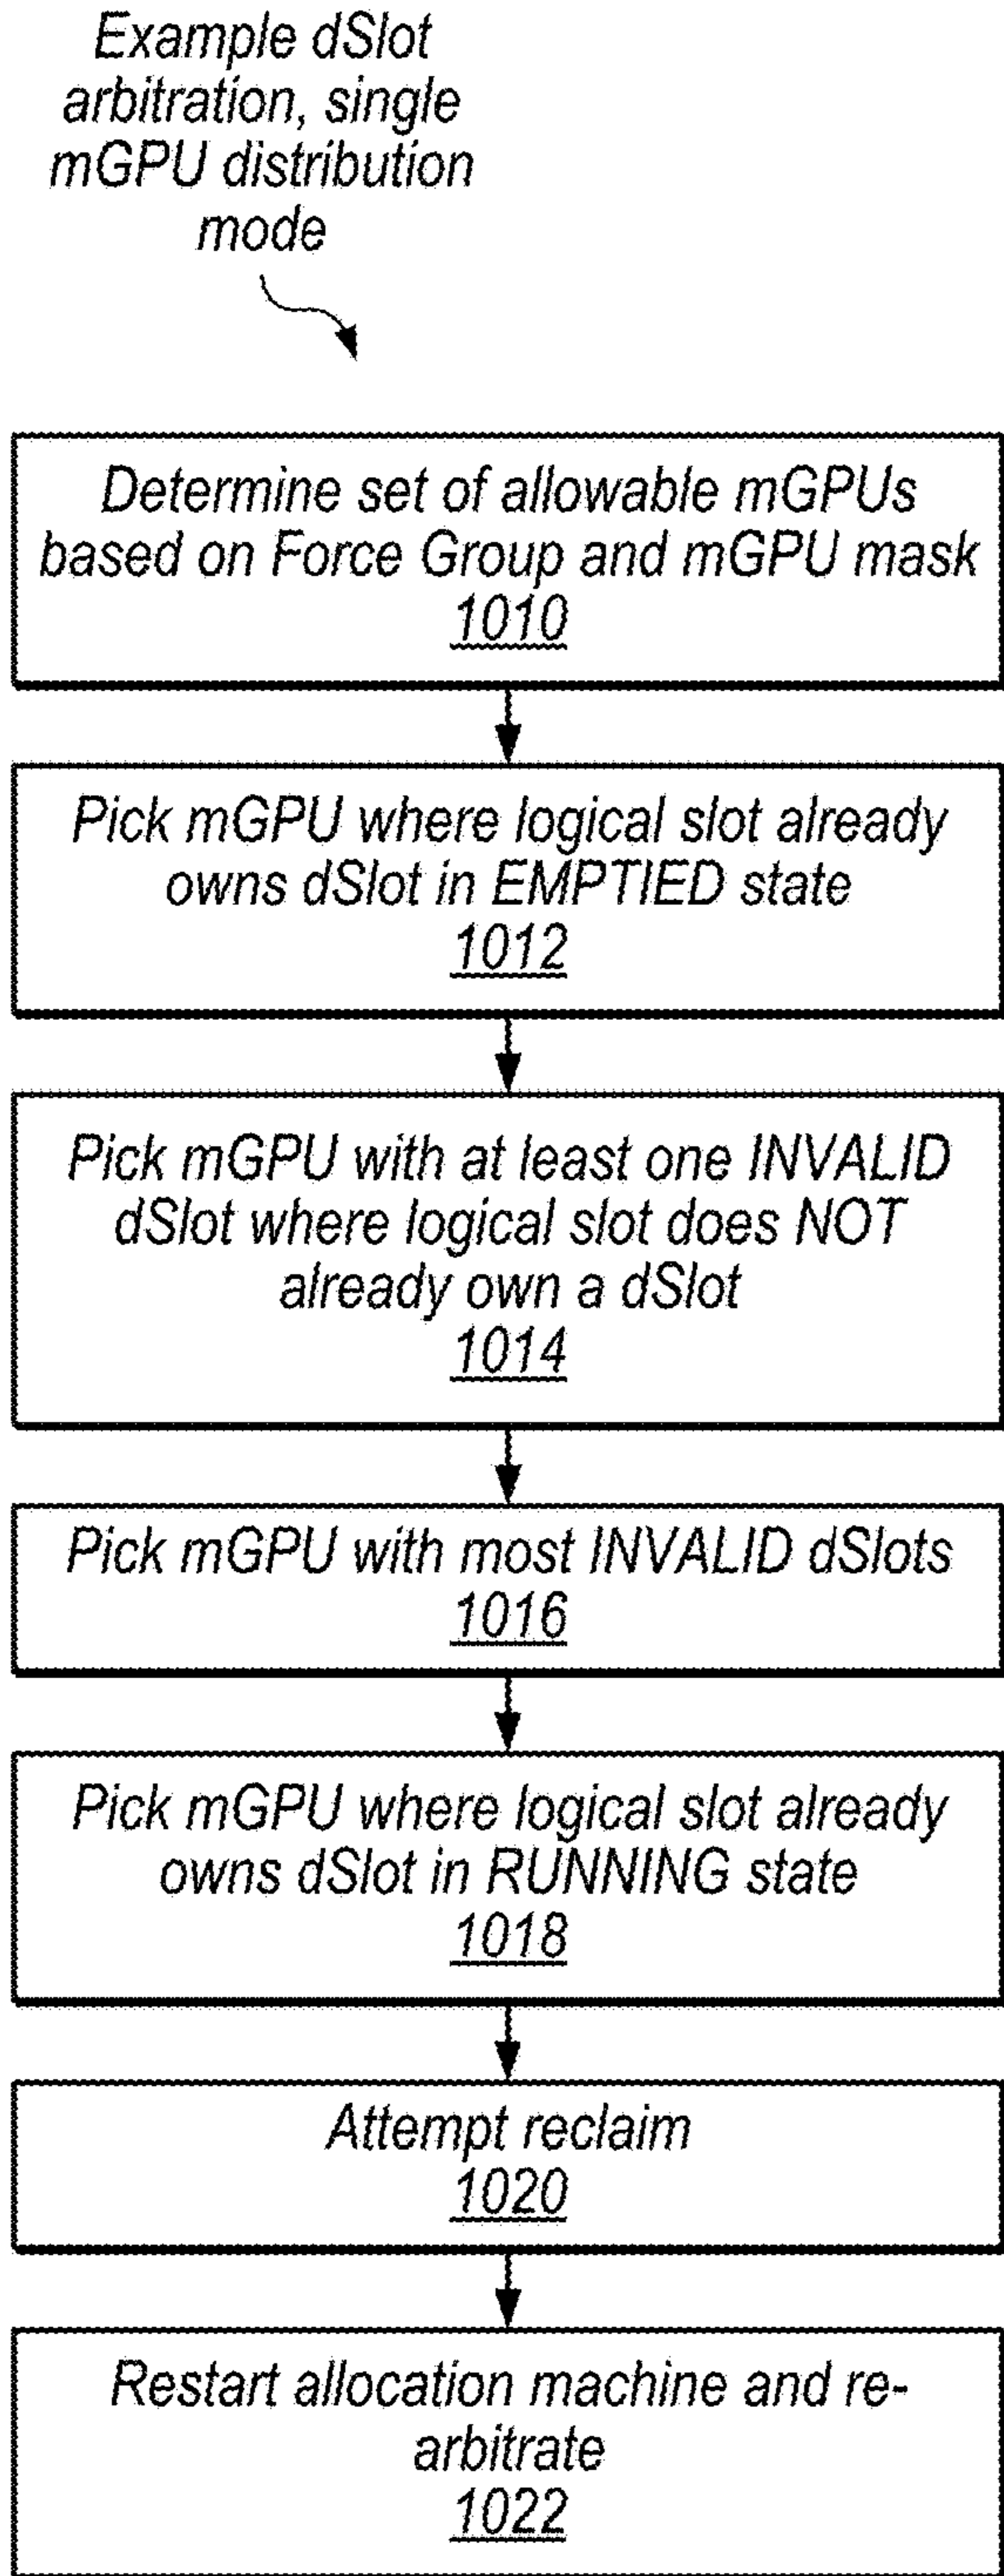 Example dSlot
arbitration, single
mGPU distribution
mode
Determine set of allowable mGPUs
based on Force Group and mGPU mask
1010
Pick mGPU where logical slot already
owns dSlot in EMPTIED state
1012
Pick mGPU with at least one INVALID
dSlot where logical slot does NOT
already own a dSlot
1014
Pick mGPU with most INVALID dSlots
1016
Pick mGPU where logical slot already
owns dSlot in RUNNING state
1018
Attempt reclaim
1020
Restart allocation machine and re-
arbitrate
1022